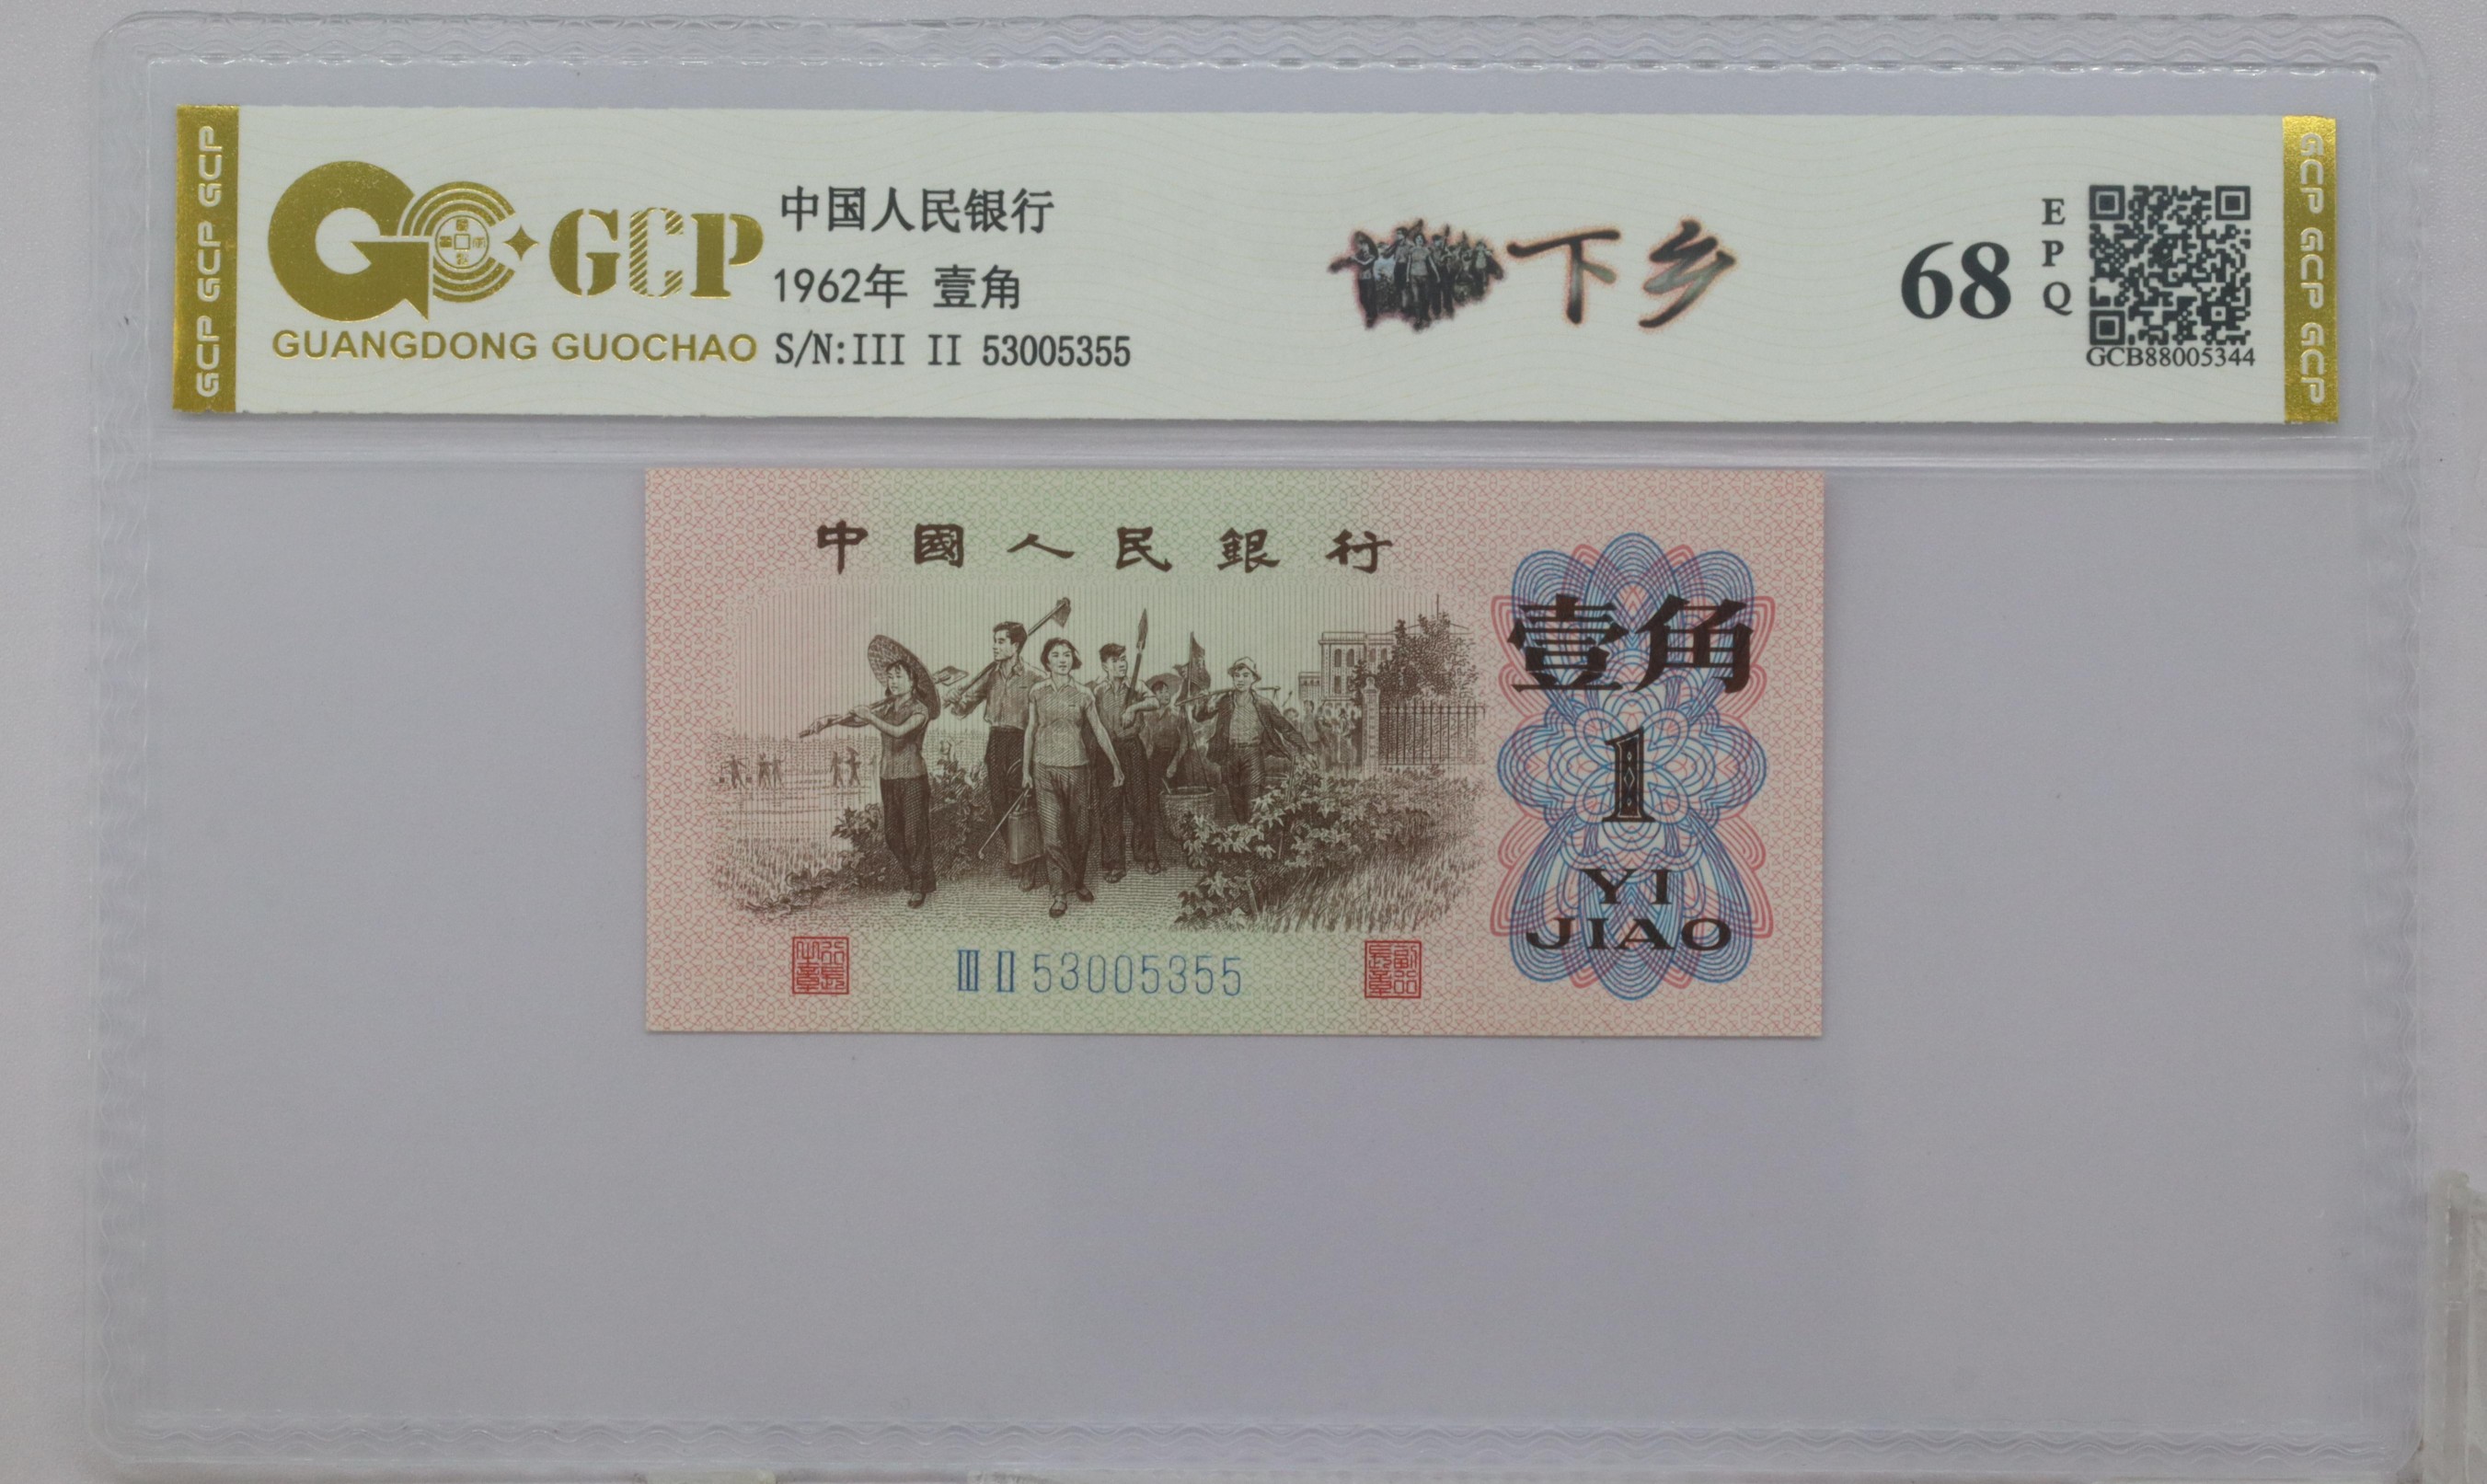 GCP GCP GCP
GCP
GUANGDONG GUOCHAO
中国人民银行
1962年 壹角
S/N:III II 53005355
下乡
68
EPQ
GCB88005344
GCP GCP GCP
中國人民銀行
壹角
1
YI
JIAO
III II 53005355